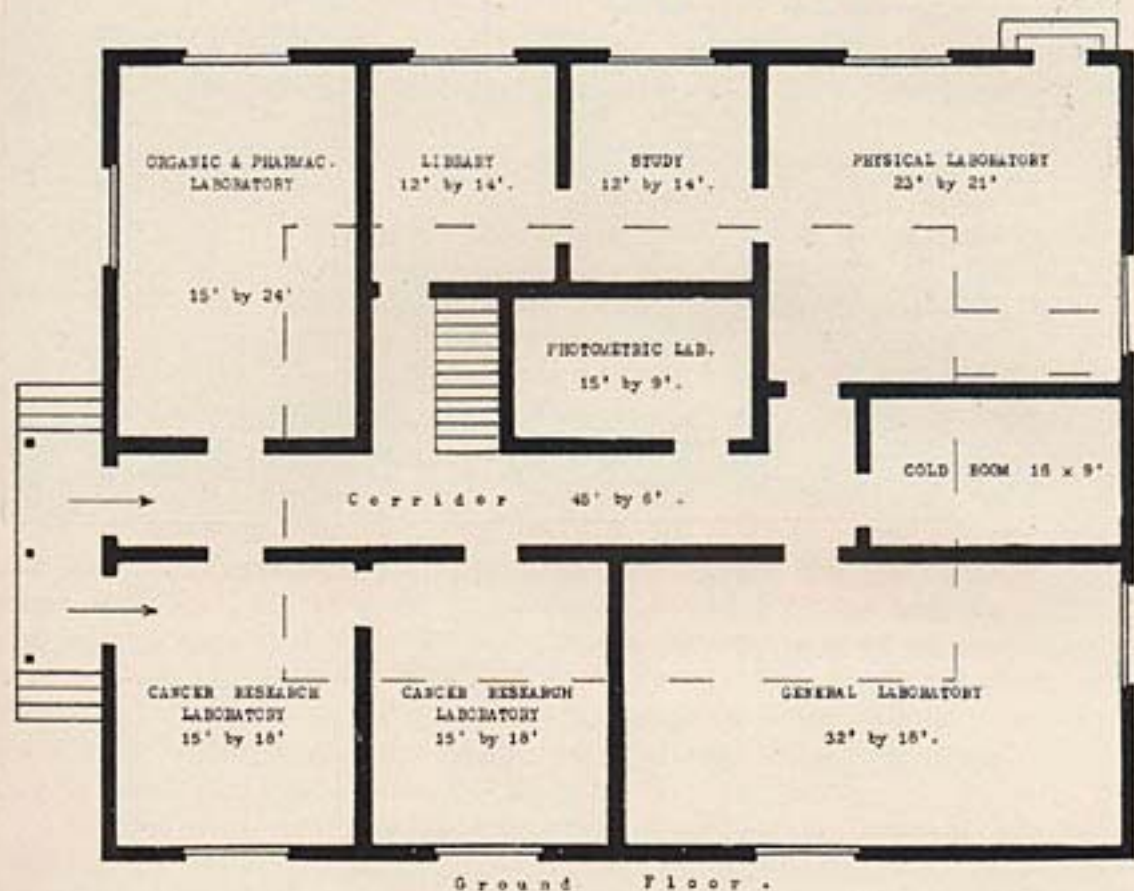 ORGANIC & PHARMAC.
LABORATORY
15' by 24'
LIBRARY
12' by 14'.
STUDY
12' by 14'.
PHYSICAL LABORATORY
23' by 21'
PHOTOMETRIC LAB.
15' by 9'.
COLD ROOM 16 x 9'
Corridor 45' by 6'.
CANCER RESEARCH
LABORATORY
15' by 18'
CANCER RESEARCH
LABORATORY
15' by 18'
GENERAL LABORATORY
32' by 18'.
Ground Floor.